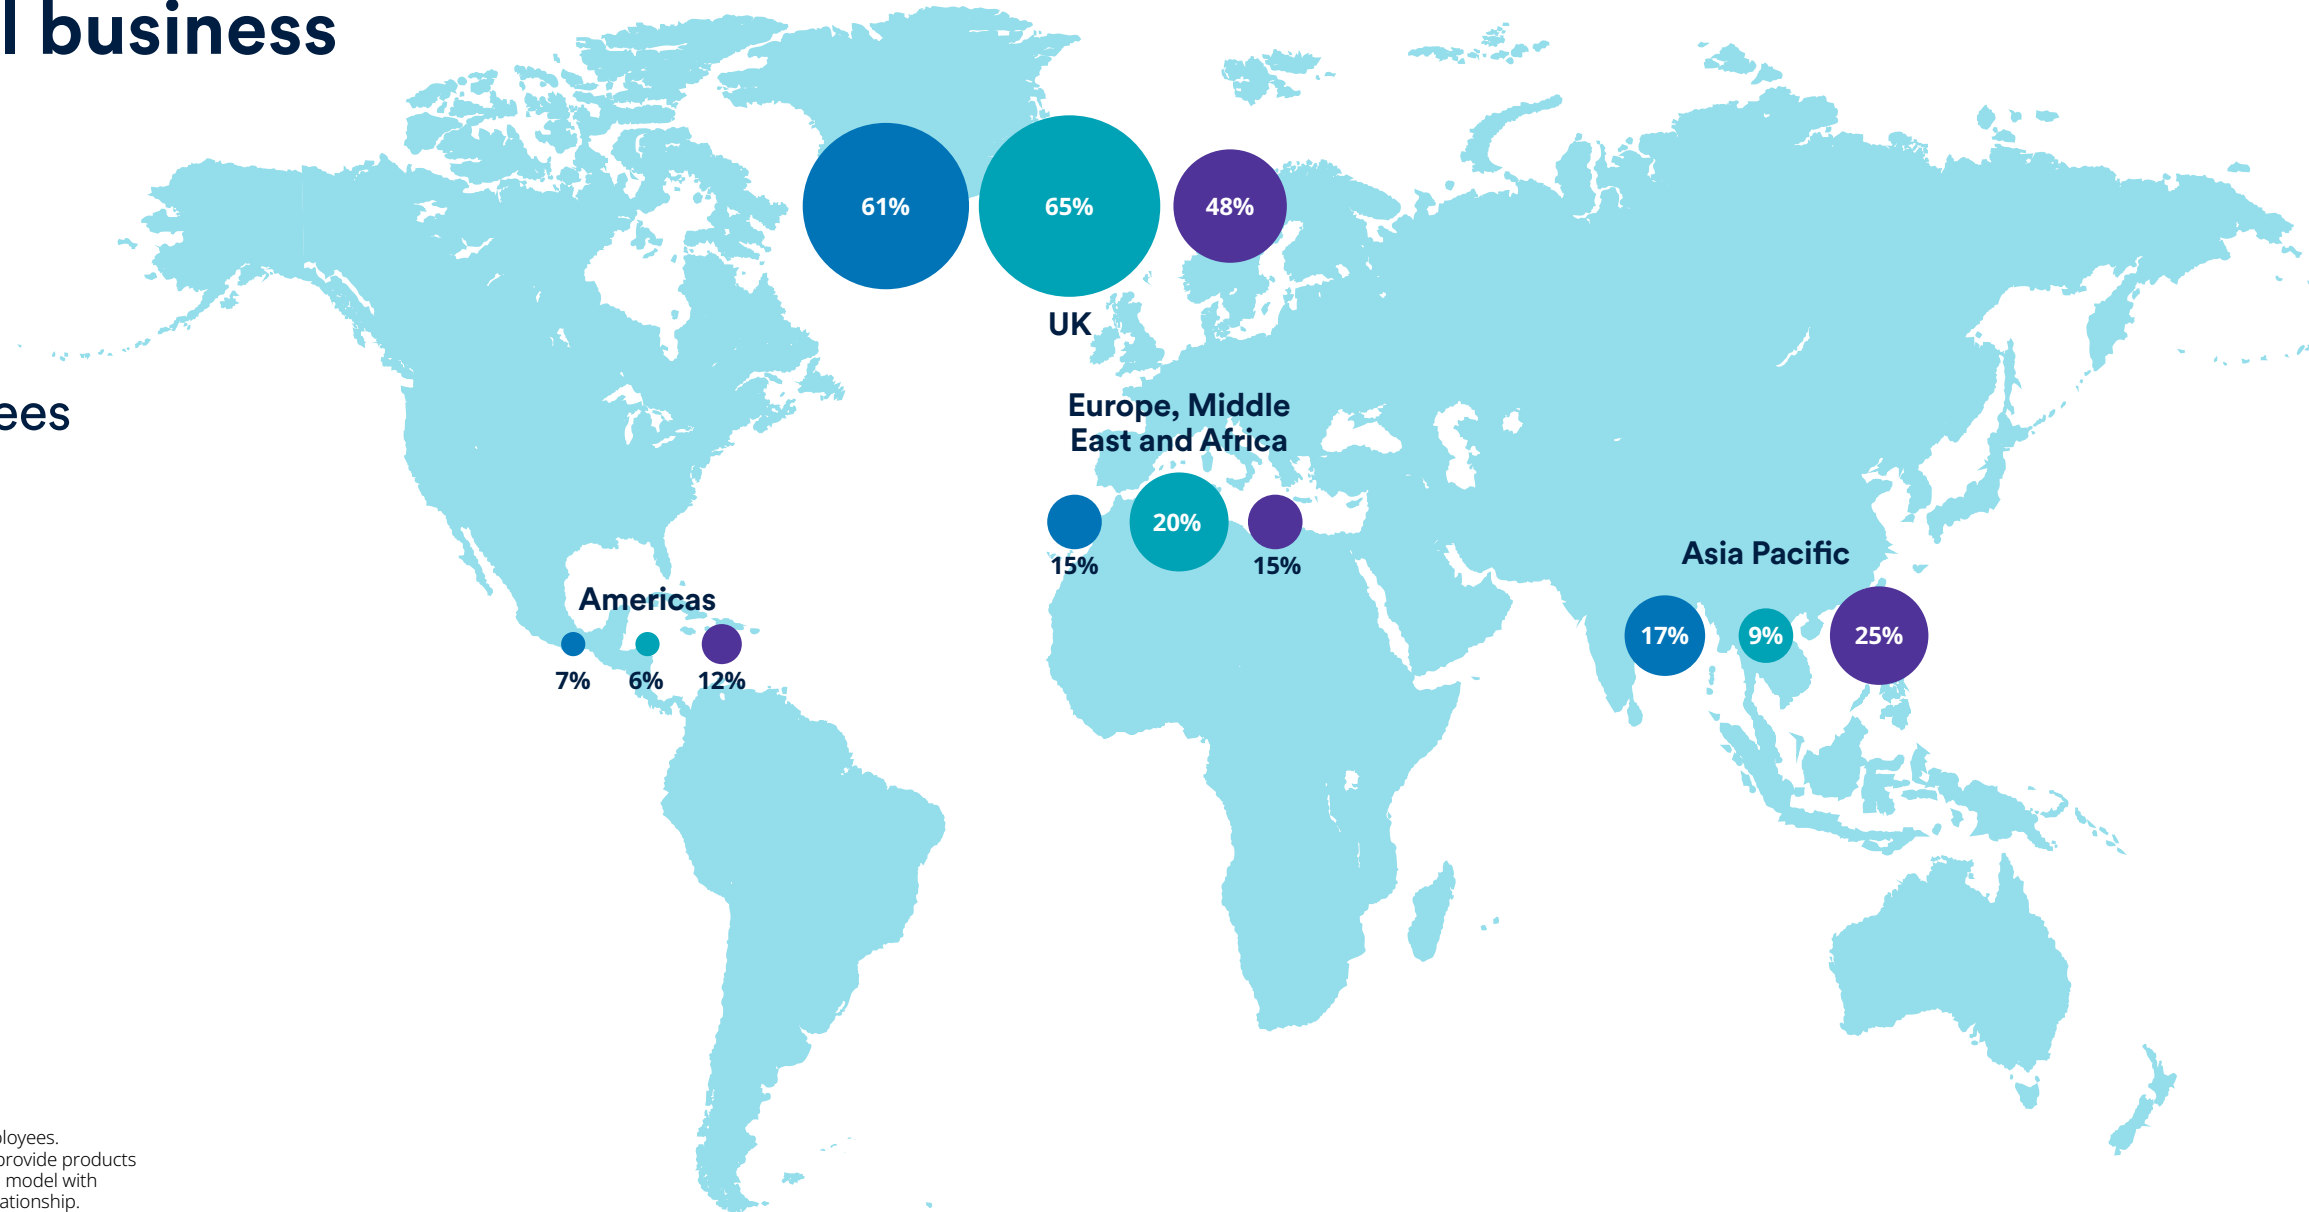 l business
61%
65%
48%
UK
ees
Europe, Middle
East and Africa
20%
15%
15%
Asia Pacific
17%
9%
25%
Americas
7%
6%
12%
loyees.
provide products
model with
ationship.